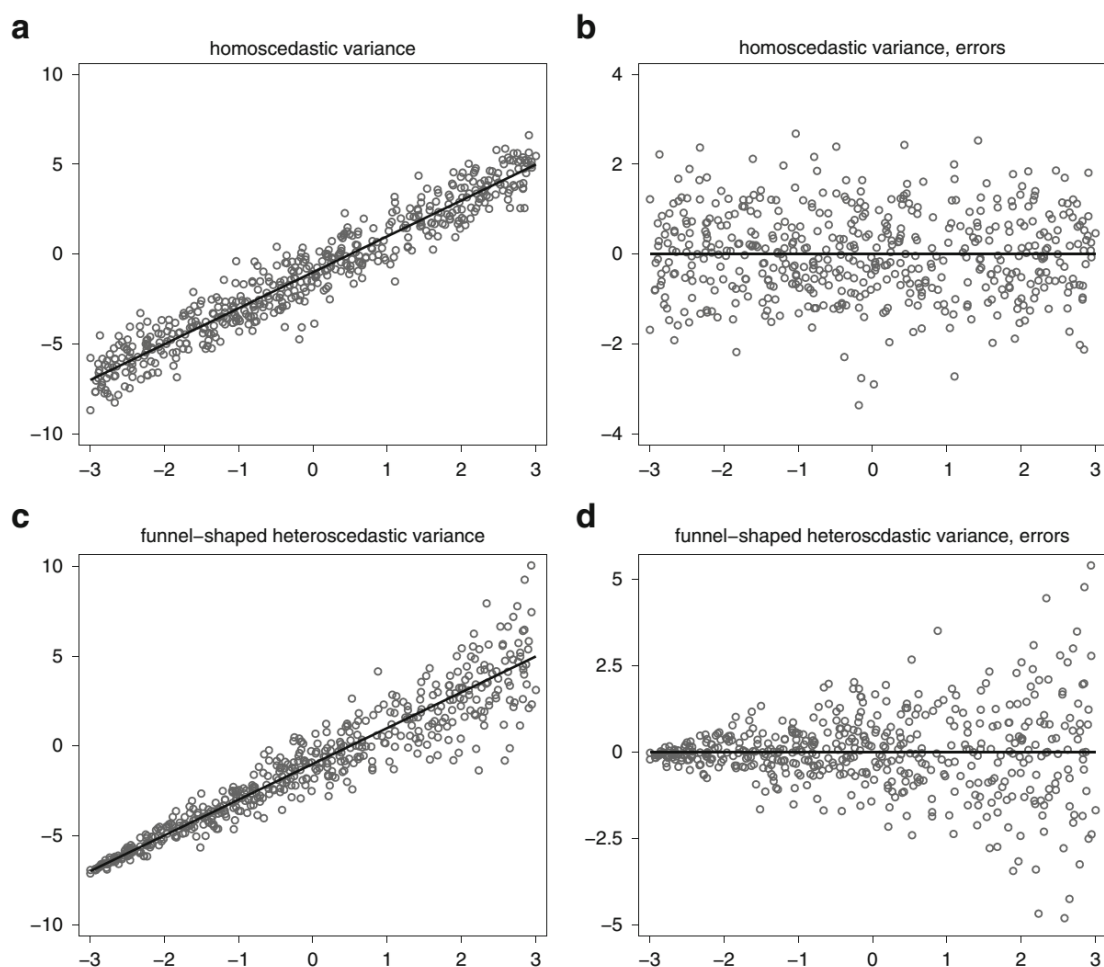 a
homoscedastic variance
10
5
0
−5
−10
−3 −2 −1 0 1 2 3
b
homoscedastic variance, errors
4
2
0
−2
−4
−3 −2 −1 0 1 2 3
c
funnel−shaped heteroscedastic variance
10
5
0
−5
−10
−3 −2 −1 0 1 2 3
d
funnel−shaped heteroscdastic variance, errors
5
2.5
0
−2.5
−5
−3 −2 −1 0 1 2 3